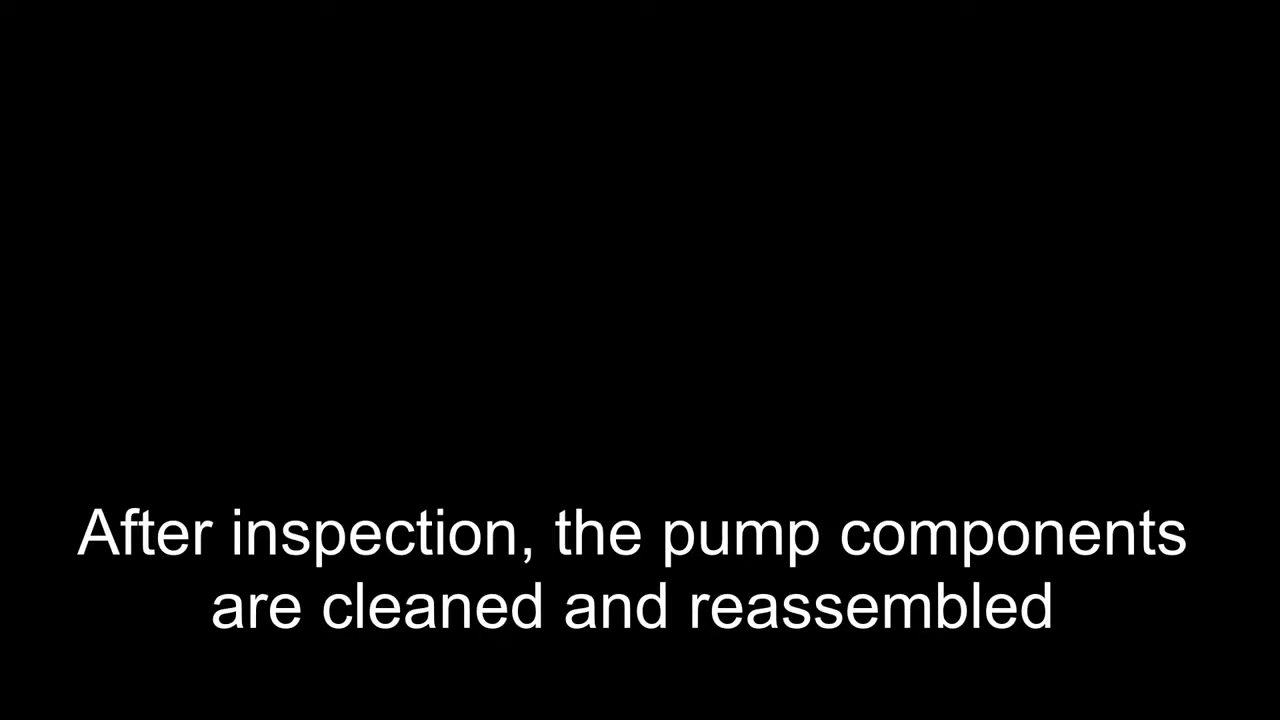 After inspection, the pump components
are cleaned and reassembled